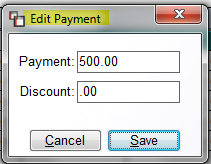 Edit Payment
Payment: 500.00
Discount: .00
Cancel Save